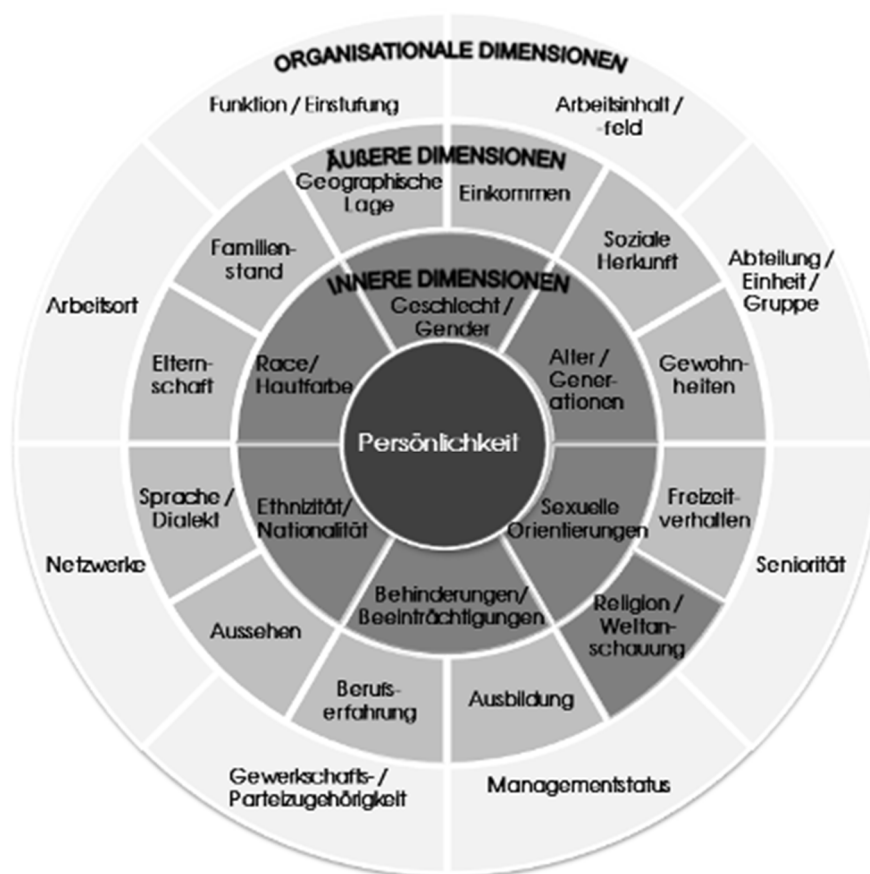 ORGANISATIONALE DIMENSIONEN
Funktion / Einstufung
Arbeitsinhalt /
-feld
Abteilung /
Einheit /
Gruppe
Seniorität
Managementstatus
Gewerkschafts- /
Parteizugehörigkeit
Netzwerke
Arbeitsort
ÄUßERE DIMENSIONEN
Geographische
Lage
Einkommen
Soziale
Herkunft
Gewohn-
heiten
Freizeit-
verhalten
Religion /
Weltan-
schauung
Ausbildung
Berufs-
erfahrung
Aussehen
Sprache /
Dialekt
Eltern-
schaft
Familien-
stand
INNERE DIMENSIONEN
Geschlecht /
Gender
Alter /
Gener-
ationen
Sexuelle
Orientierungen
Behinderungen/
Beeinträchtigungen
Ethnizität/
Nationalität
Race/
Hautfarbe
Persönlichkeit